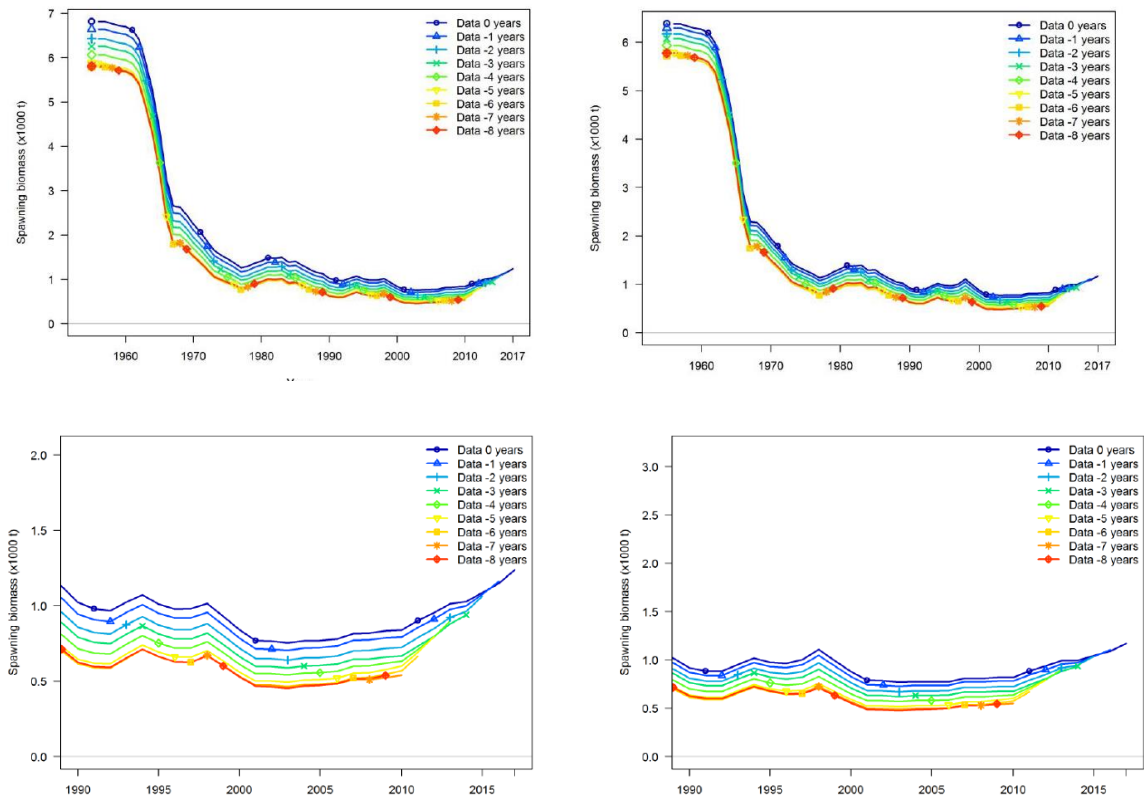 7
6
5
4
3
2
1
0
Spawning biomass (x1000 t)
Data 0 years
Data -1 years
Data -2 years
Data -3 years
Data -4 years
Data -5 years
Data -6 years
Data -7 years
Data -8 years
1960 1970 1980 1990 2000 2010 2017
6
5
4
3
2
1
0
Spawning biomass (x1000 t)
Data 0 years
Data -1 years
Data -2 years
Data -3 years
Data -4 years
Data -5 years
Data -6 years
Data -7 years
Data -8 years
1960 1970 1980 1990 2000 2010 2017
2.0
1.5
1.0
0.5
0.0
Spawning biomass (x1000 t)
Data 0 years
Data -1 years
Data -2 years
Data -3 years
Data -4 years
Data -5 years
Data -6 years
Data -7 years
Data -8 years
1990 1995 2000 2005 2010 2015
3.0
2.5
2.0
1.5
1.0
0.5
0.0
Spawning biomass (x1000 t)
Data 0 years
Data -1 years
Data -2 years
Data -3 years
Data -4 years
Data -5 years
Data -6 years
Data -7 years
Data -8 years
1990 1995 2000 2005 2010 2015